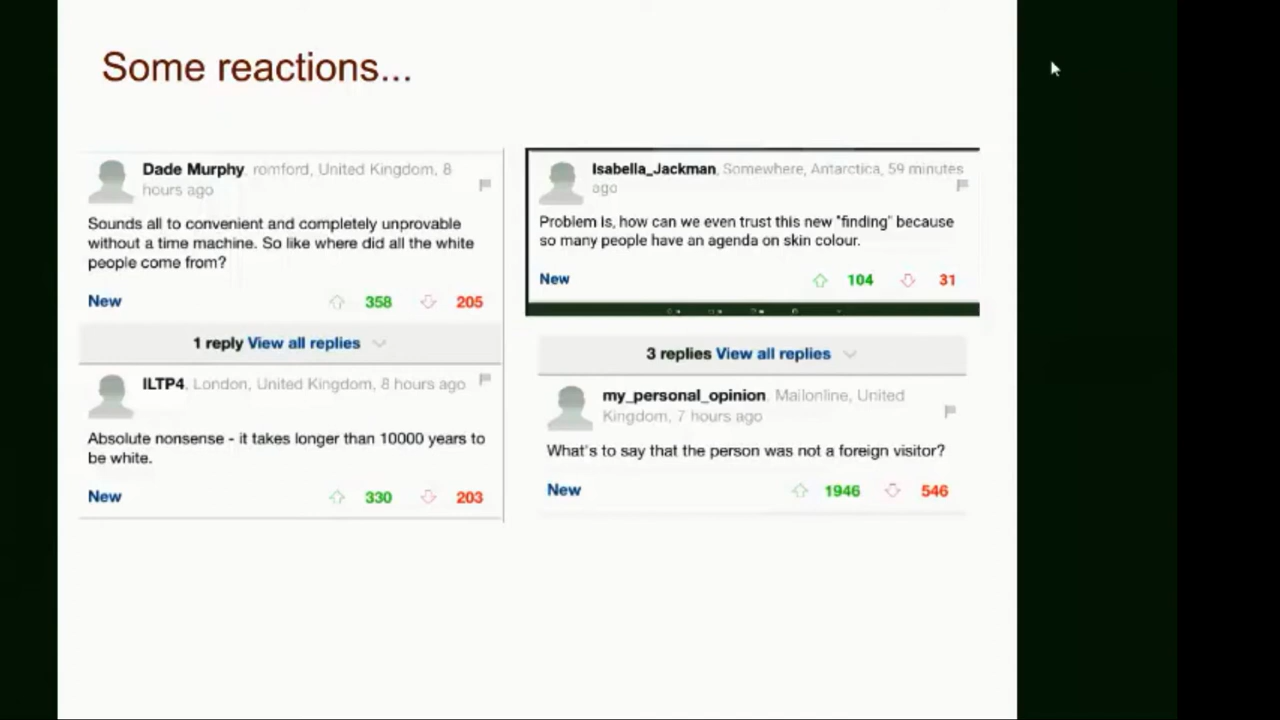 Some reactions...
Dade Murphy, romford, United Kingdom, 8
hours ago
Sounds all to convenient and completely unprovable
without a time machine. So like where did all the white
people come from?
New 358 205
1 reply View all replies
ILTP4, London, United Kingdom, 8 hours ago
Absolute nonsense - it takes longer than 10000 years to
be white.
New 330 203
Isabella_Jackman, Somewhere, Antarctica, 59 minutes
ago
Problem Is, how can we even trust this new "finding" because
so many people have an agenda on skin colour.
New 104 31
3 replies View all replies
my_personal_opinion, Mailonline, United
Kingdom, 7 hours ago
What's to say that the person was not a foreign visitor?
New 1946 546